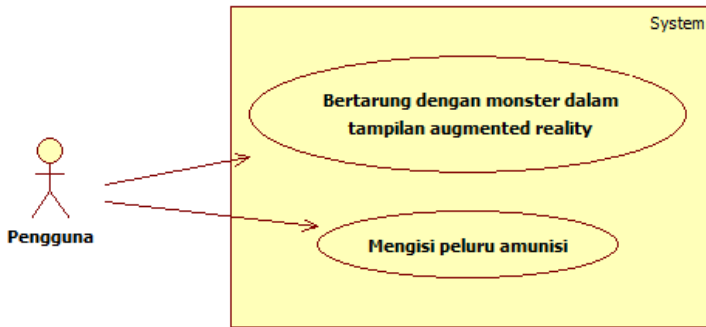 System
Bertarung dengan monster dalam
tampilan augmented reality
Pengguna
Mengisi peluru amunisi